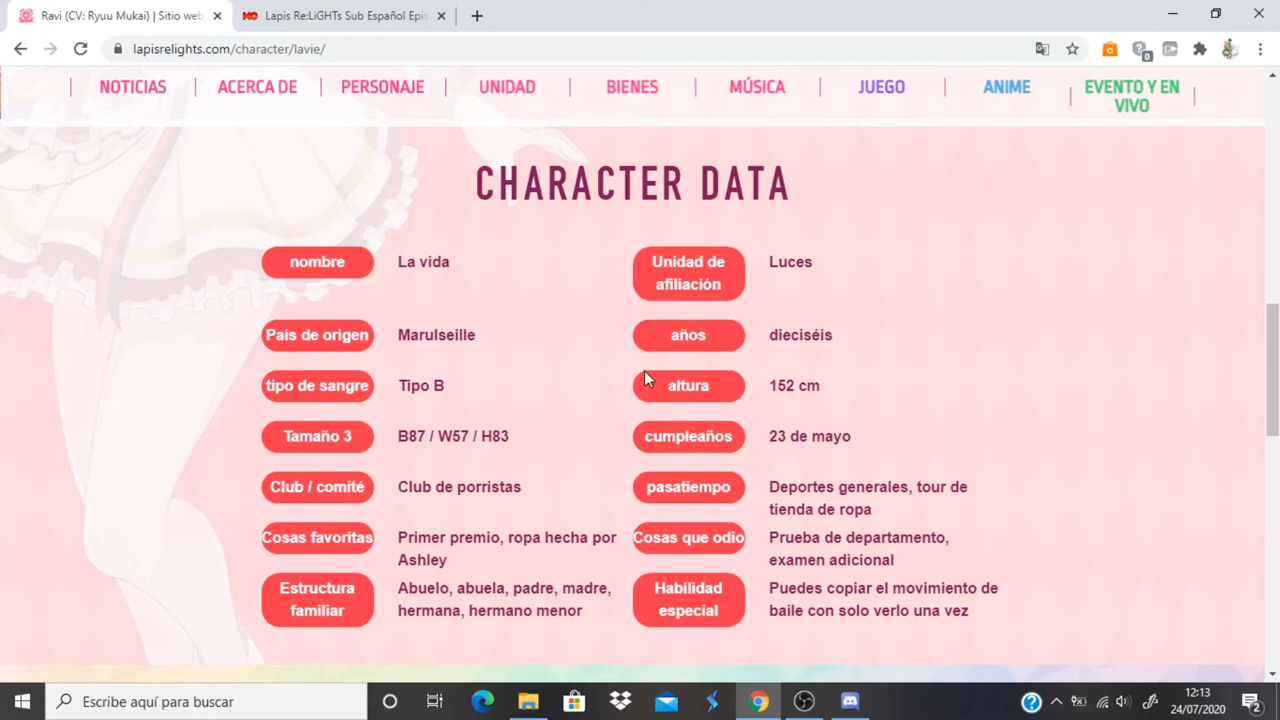 Ravi (CV: Ryuu Mukai) | Sitio web
Lapis Re:LiGHTs Sub Español Epis
lapisrelights.com/character/lavie/
NOTICIAS
ACERCA DE
PERSONAJE
UNIDAD
BIENES
MÚSICA
JUEGO
ANIME
EVENTO Y EN
VIVO
CHARACTER DATA
nombre
La vida
Unidad de
afiliación
Luces
País de origen
Marulseille
años
dieciséis
tipo de sangre
Tipo B
altura
152 cm
Tamaño 3
B87 / W57 / H83
cumpleaños
23 de mayo
Club / comité
Club de porristas
pasatiempo
Deportes generales, tour de
tienda de ropa
Cosas favoritas
Primer premio, ropa hecha por
Ashley
Cosas que odio
Prueba de departamento,
examen adicional
Estructura
familiar
Abuelo, abuela, padre, madre,
hermana, hermano menor
Habilidad
especial
Puedes copiar el movimiento de
baile con solo verlo una vez
Escribe aquí para buscar
12:13
24/07/2020
0
2